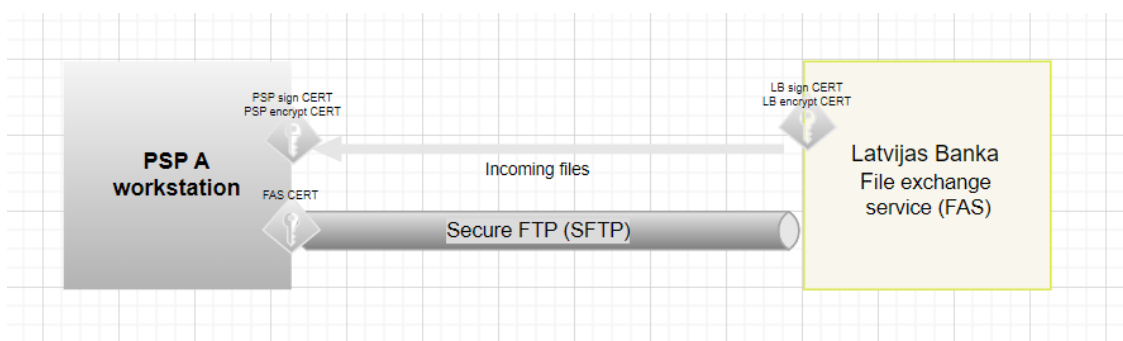 PSP sign CERT
PSP encrypt CERT
LB sign CERT
LB encrypt CERT
PSP A
workstation
Incoming files
Latvijas Banka
File exchange
service (FAS)
FAS CERT
Secure FTP (SFTP)